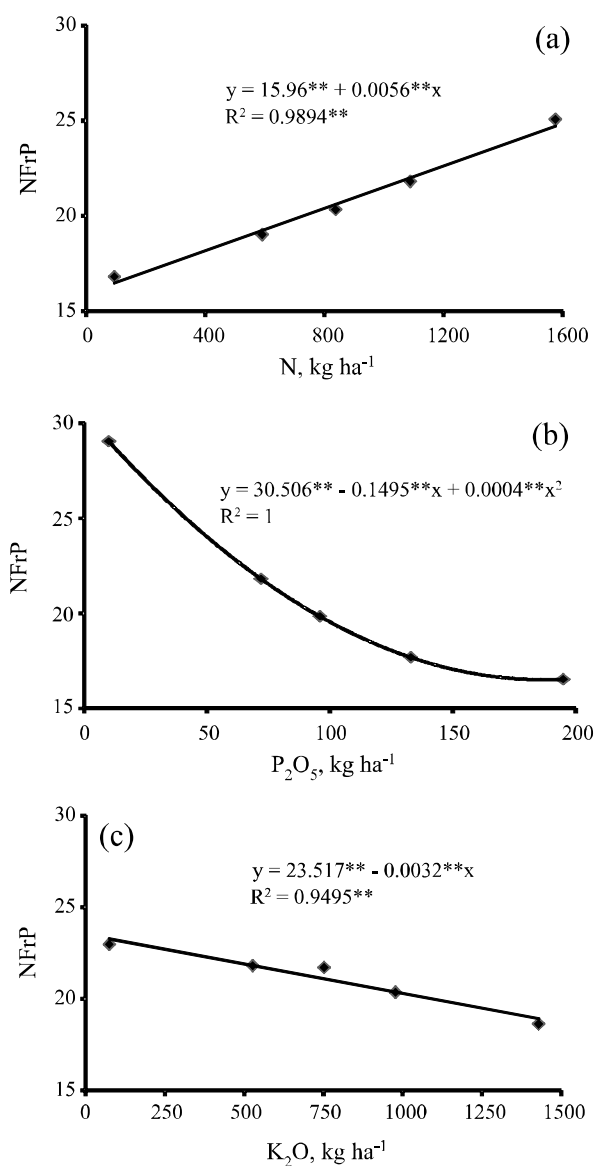 (a)
30
25
20
15
NFrP
y = 15.96** + 0.0056**x
R² = 0.9894**
0 400 800 1200 1600
N, kg ha⁻¹
(b)
30
25
20
15
NFrP
y = 30.506** - 0.1495**x + 0.0004**x²
R² = 1
0 50 100 150 200
P₂O₅, kg ha⁻¹
(c)
30
25
20
15
NFrP
y = 23.517** - 0.0032**x
R² = 0.9495**
0 250 500 750 1000 1250 1500
K₂O, kg ha⁻¹